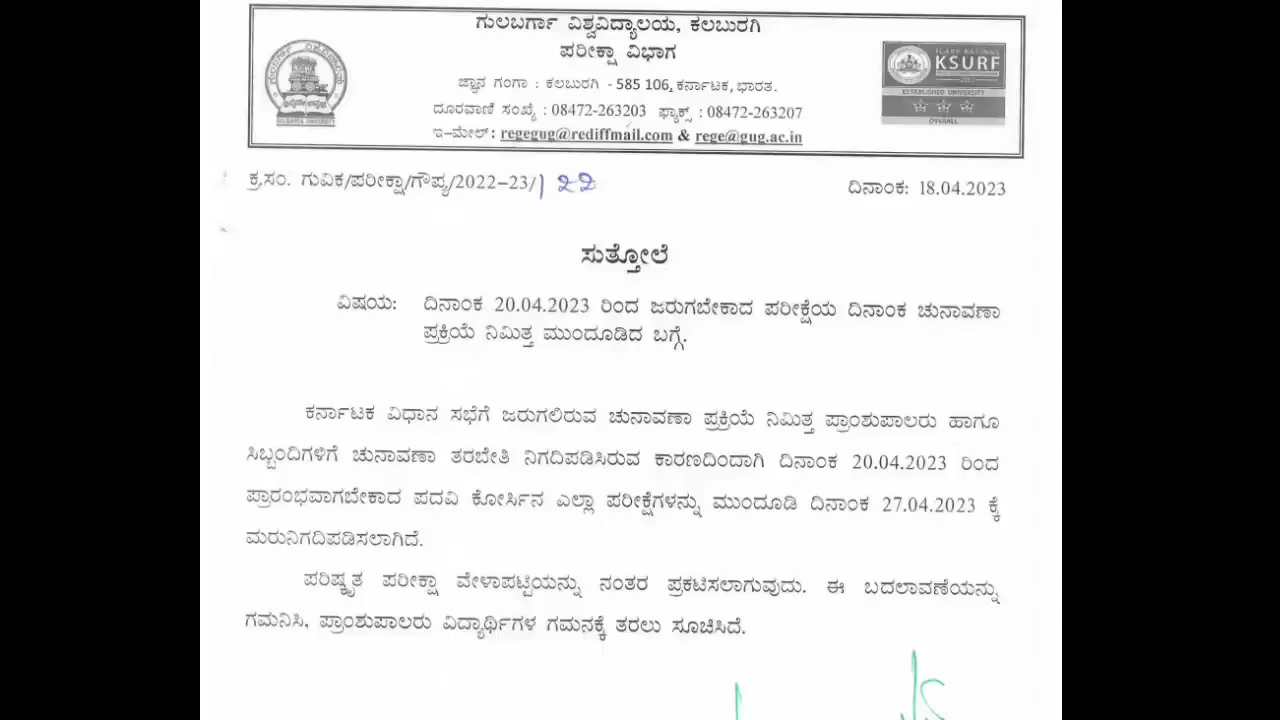 ಗುಲಬರ್ಗಾ ವಿಶ್ವವಿದ್ಯಾಲಯ, ಕಲಬುರಗಿ
ಪರೀಕ್ಷಾ ವಿಭಾಗ
ಜ್ಞಾನ ಗಂಗಾ : ಕಲಬುರಗಿ - 585 106, ಕರ್ನಾಟಕ, ಭಾರತ.
ದೂರವಾಣಿ ಸಂಖ್ಯೆ : 08472-263203 ಫ್ಯಾಕ್ಸ್ : 08472-263207
ಇ-ಮೇಲ್: regegug@rediffmail.com & rege@gug.ac.in
KSURF
ESTABLISHED UNIVERSITY
OVERALL
ಕ್ರ.ಸಂ. ಗುವಿಕ/ಪರೀಕ್ಷಾ/ಗೌಪ್ಯ/2022-23/ ದಿನಾಂಕ: 18.04.2023
ಸುತ್ತೋಲೆ
ವಿಷಯ: ದಿನಾಂಕ 20.04.2023 ರಿಂದ ಜರುಗಬೇಕಾದ ಪರೀಕ್ಷೆಯ ದಿನಾಂಕ ಚುನಾವಣಾ
ಪ್ರಕ್ರಿಯೆ ನಿಮಿತ್ತ ಮುಂದೂಡಿದ ಬಗ್ಗೆ.
ಕರ್ನಾಟಕ ವಿಧಾನ ಸಭೆಗೆ ಜರುಗಲಿರುವ ಚುನಾವಣಾ ಪ್ರಕ್ರಿಯೆ ನಿಮಿತ್ತ ಪ್ರಾಂಶುಪಾಲರು ಹಾಗೂ
ಸಿಬ್ಬಂದಿಗಳಿಗೆ ಚುನಾವಣಾ ತರಬೇತಿ ನಿಗದಿಪಡಿಸಿರುವ ಕಾರಣದಿಂದಾಗಿ ದಿನಾಂಕ 20.04.2023 ರಿಂದ
ಪ್ರಾರಂಭವಾಗಬೇಕಾದ ಪದವಿ ಕೋರ್ಸಿನ ಎಲ್ಲಾ ಪರೀಕ್ಷೆಗಳನ್ನು ಮುಂದೂಡಿ ದಿನಾಂಕ 27.04.2023 ಕ್ಕೆ
ಮರುನಿಗದಿಪಡಿಸಲಾಗಿದೆ.
ಪರಿಷ್ಕೃತ ಪರೀಕ್ಷಾ ವೇಳಾಪಟ್ಟಿಯನ್ನು ನಂತರ ಪ್ರಕಟಿಸಲಾಗುವುದು. ಈ ಬದಲಾವಣೆಯನ್ನು
ಗಮನಿಸಿ, ಪ್ರಾಂಶುಪಾಲರು ವಿದ್ಯಾರ್ಥಿಗಳ ಗಮನಕ್ಕೆ ತರಲು ಸೂಚಿಸಿದೆ.